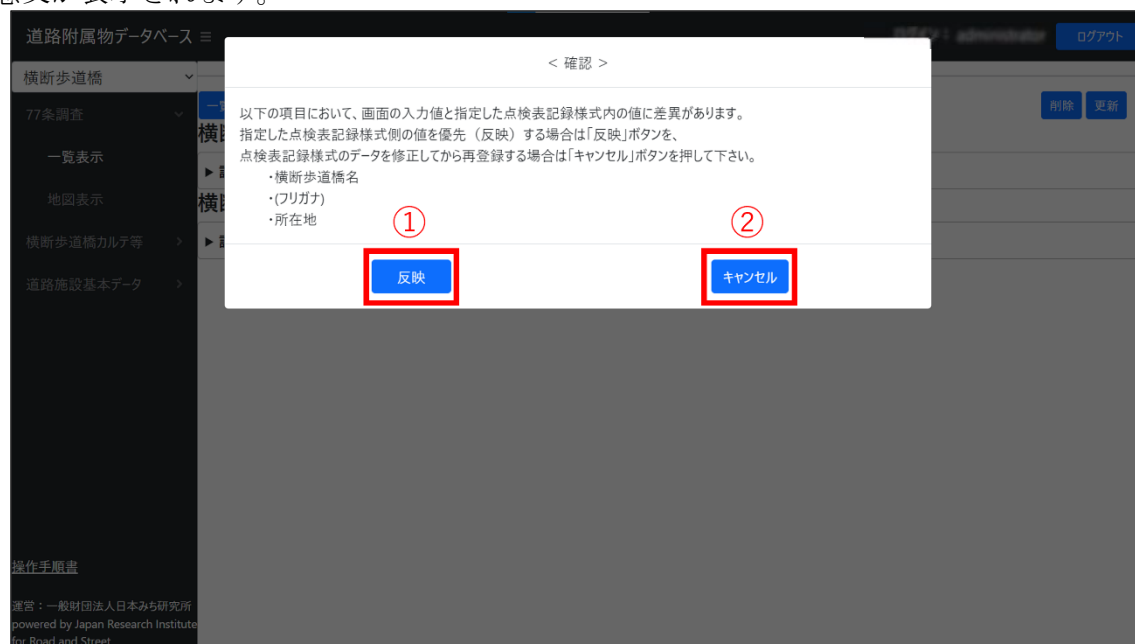 が表示されます。
道路附属物データベース ≡
ログアウト
横断歩道橋
77条調査
一覧表示
地図表示
横断歩道橋カルテ等
道路施設基本データ
削除 更新
< 確認 >
以下の項目において、画面の入力値と指定した点検表記録様式内の値に差異があります。
指定した点検表記録様式側の値を優先（反映）する場合は「反映」ボタンを、
点検表記録様式のデータを修正してから再登録する場合は「キャンセル」ボタンを押して下さい。
・横断歩道橋名
・(フリガナ)
・所在地
① ②
反映 キャンセル
操作手順書
運営：一般財団法人日本みち研究所
powered by Japan Research Institute
for Road and Street